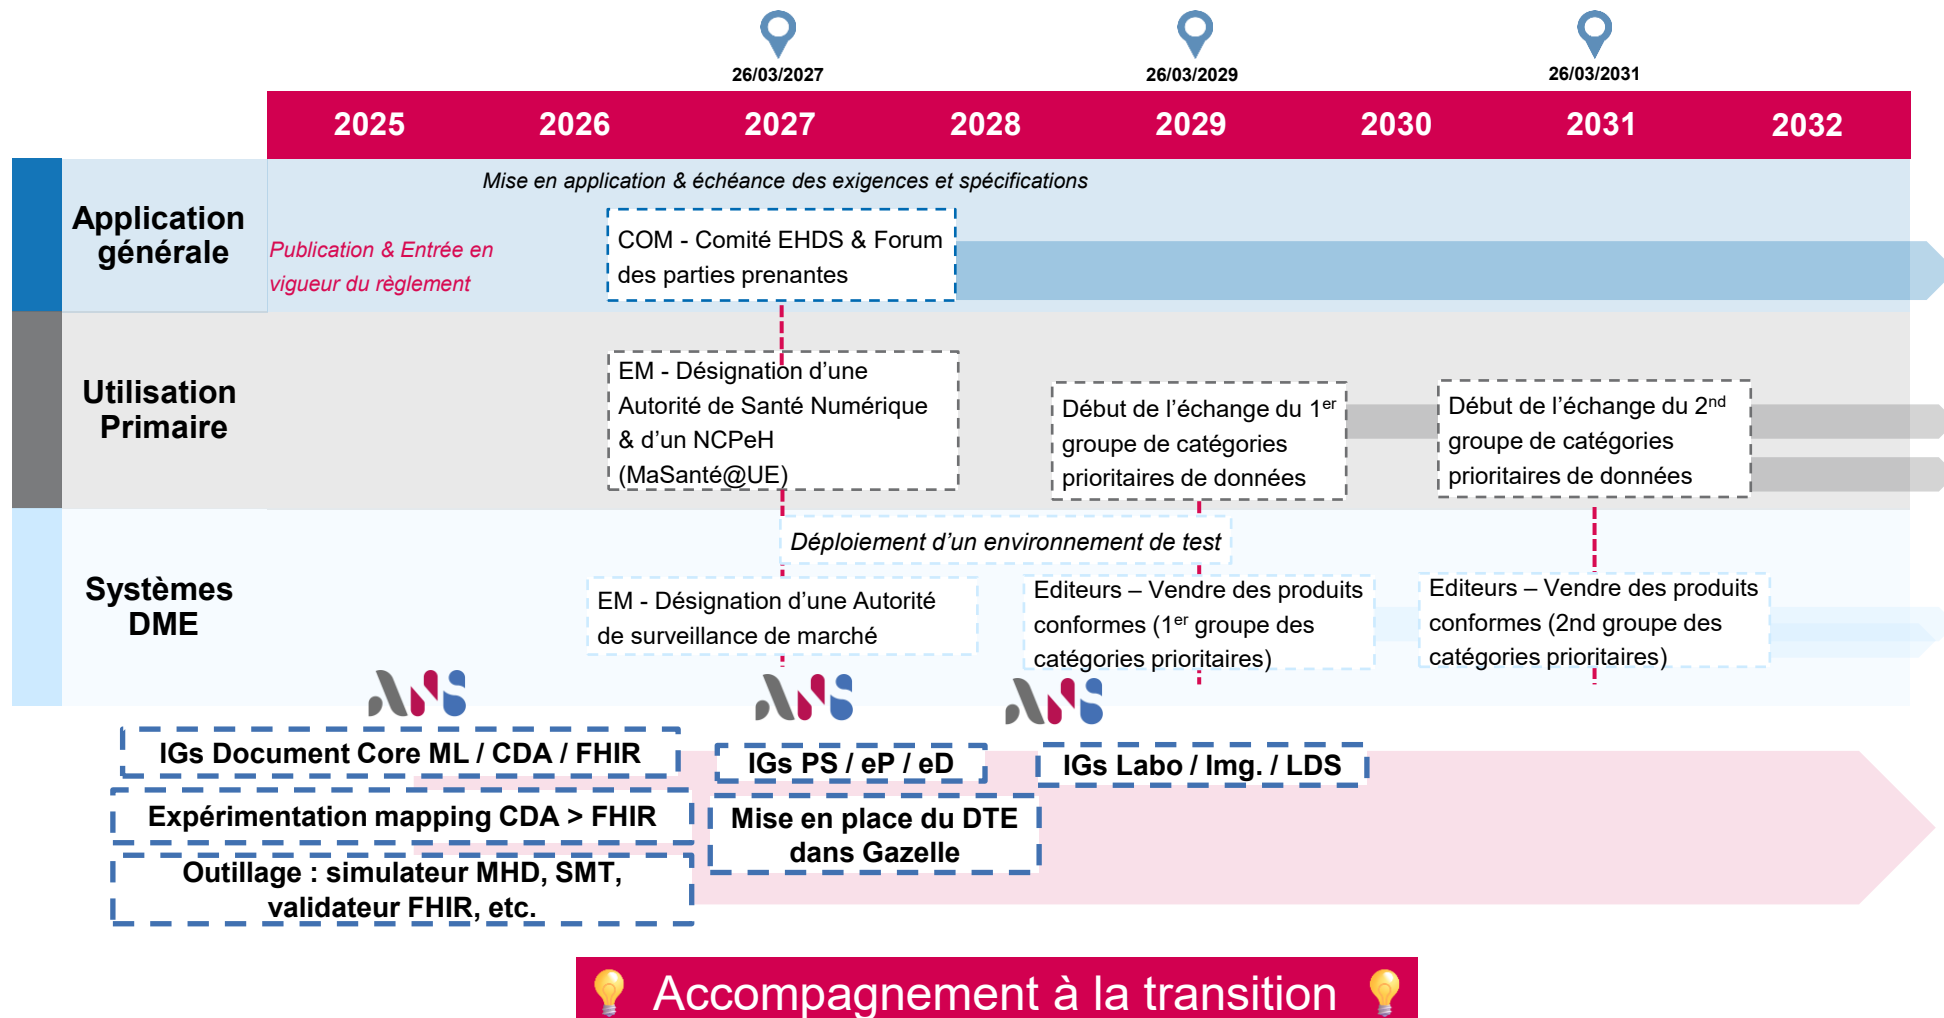 26/03/2027
26/03/2029
26/03/2031
2025
2026
2027
2028
2029
2030
2031
2032
Application
générale
Mise en application & échéance des exigences et spécifications
Publication & Entrée en
vigueur du règlement
COM - Comité EHDS & Forum
des parties prenantes
Utilisation
Primaire
EM - Désignation d’une
Autorité de Santé Numérique
& d’un NCPeH
(MaSanté@UE)
Début de l’échange du 1er
groupe de catégories
prioritaires de données
Début de l’échange du 2nd
groupe de catégories
prioritaires de données
Systèmes
DME
Déploiement d’un environnement de test
EM - Désignation d’une Autorité
de surveillance de marché
Editeurs – Vendre des produits
conformes (1er groupe des
catégories prioritaires)
Editeurs – Vendre des produits
conformes (2nd groupe des
catégories prioritaires)
ANS
ANS
ANS
IGs Document Core ML / CDA / FHIR
IGs PS / eP / eD
IGs Labo / Img. / LDS
Expérimentation mapping CDA > FHIR
Mise en place du DTE
dans Gazelle
Outillage : simulateur MHD, SMT,
validateur FHIR, etc.
Accompagnement à la transition